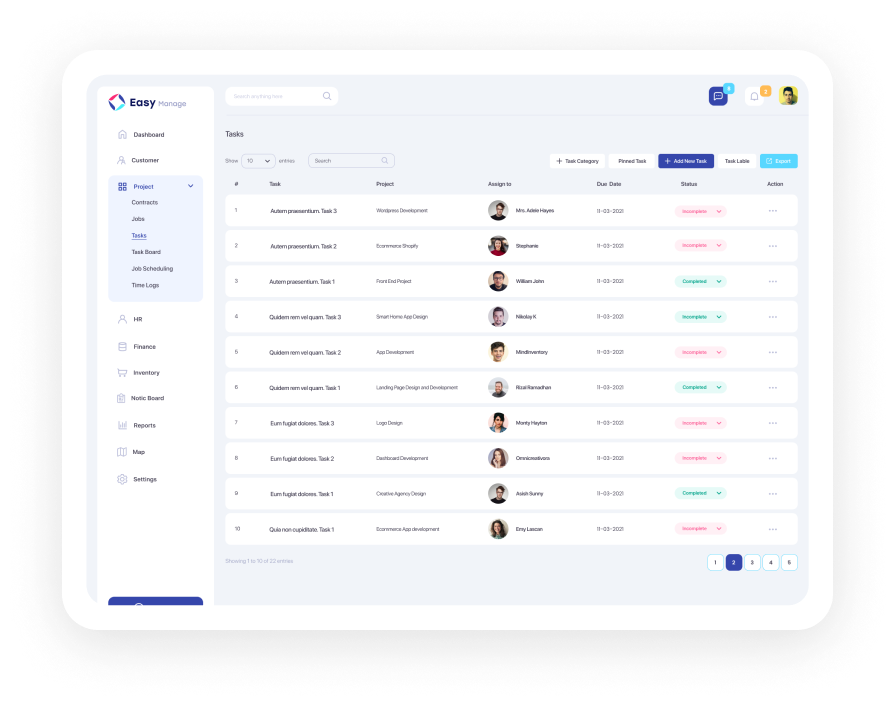 Easy Manage
Search anything here
2
Dashboard
Customer
Project
Contracts
Jobs
Tasks
Task Board
Job Scheduling
Time Logs
HR
Finance
Inventory
Notic Board
Reports
Map
Settings
Tasks
Show 10 entries Search + Task Category Pinned Task + Add New Task Task Lable Export
# Task Project Assign to Due Date Status Action
1 Autem praesentium. Task 3 Wordpress Development Mrs. Adele Hayes 11-03-2021 Incomplete
2 Autem praesentium. Task 2 Ecommerce Shopify Stephanie 11-03-2021 Incomplete
3 Autem praesentium. Task 1 Front End Project William John 11-03-2021 Completed
4 Quidem rem vel quam. Task 3 Smart Home App Design Nikolay K 11-03-2021 Incomplete
5 Quidem rem vel quam. Task 2 App Development MindInventory 11-03-2021 Incomplete
6 Quidem rem vel quam. Task 1 Landing Page Design and Development Rizal Ramadhan 11-03-2021 Completed
7 Eum fugiat dolores. Task 3 Logo Design Monty Hayton 11-03-2021 Incomplete
8 Eum fugiat dolores. Task 2 Dashboard Development Omnicreativora 11-03-2021 Incomplete
9 Eum fugiat dolores. Task 1 Creative Agency Design Asish Sunny 11-03-2021 Completed
10 Quia non cupiditate. Task 1 Ecommerce App development Emy Lascan 11-03-2021 Incomplete
Showing 1 to 10 of 22 entries
1 2 3 4 5